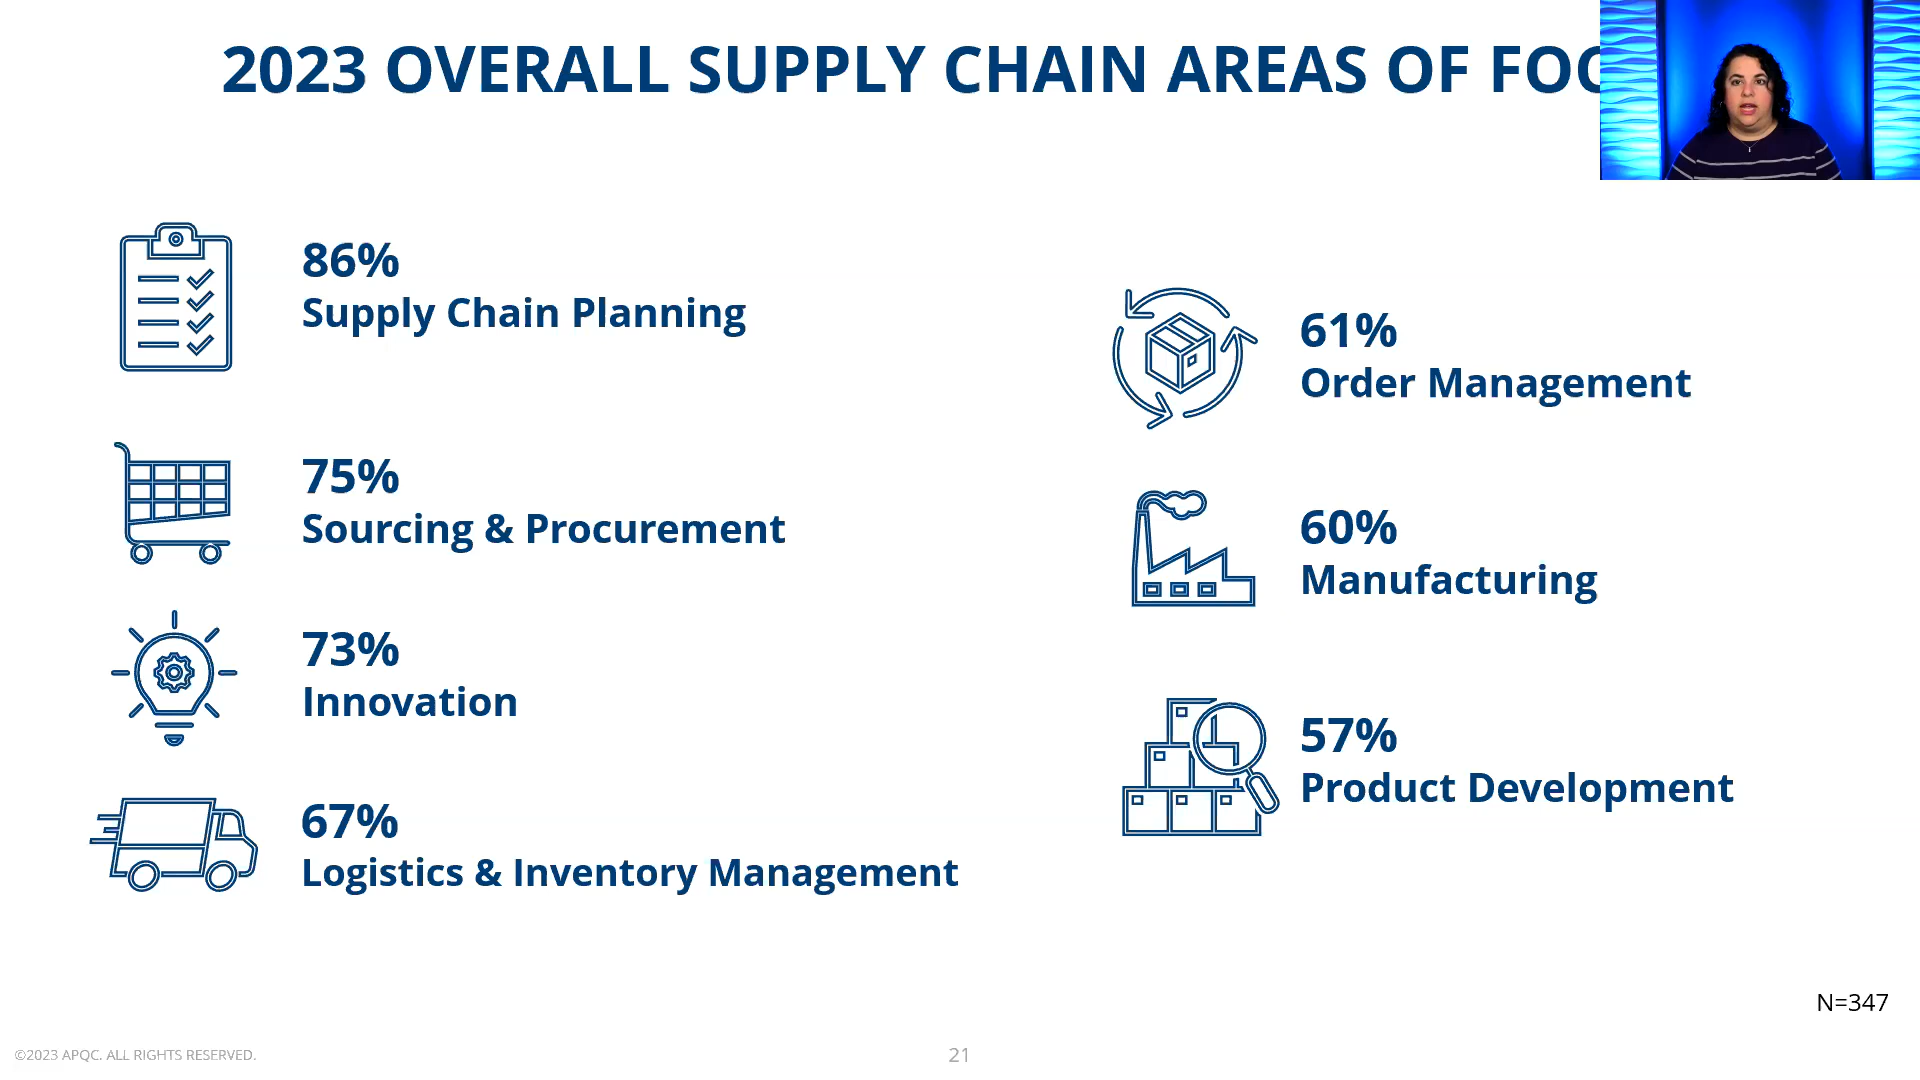 2023 OVERALL SUPPLY CHAIN AREAS OF
86%
Supply Chain Planning
75%
Sourcing & Procurement
73%
Innovation
67%
Logistics & Inventory Management
61%
Order Management
60%
Manufacturing
57%
Product Development
N=347
©2023 APQC. ALL RIGHTS RESERVED.
21